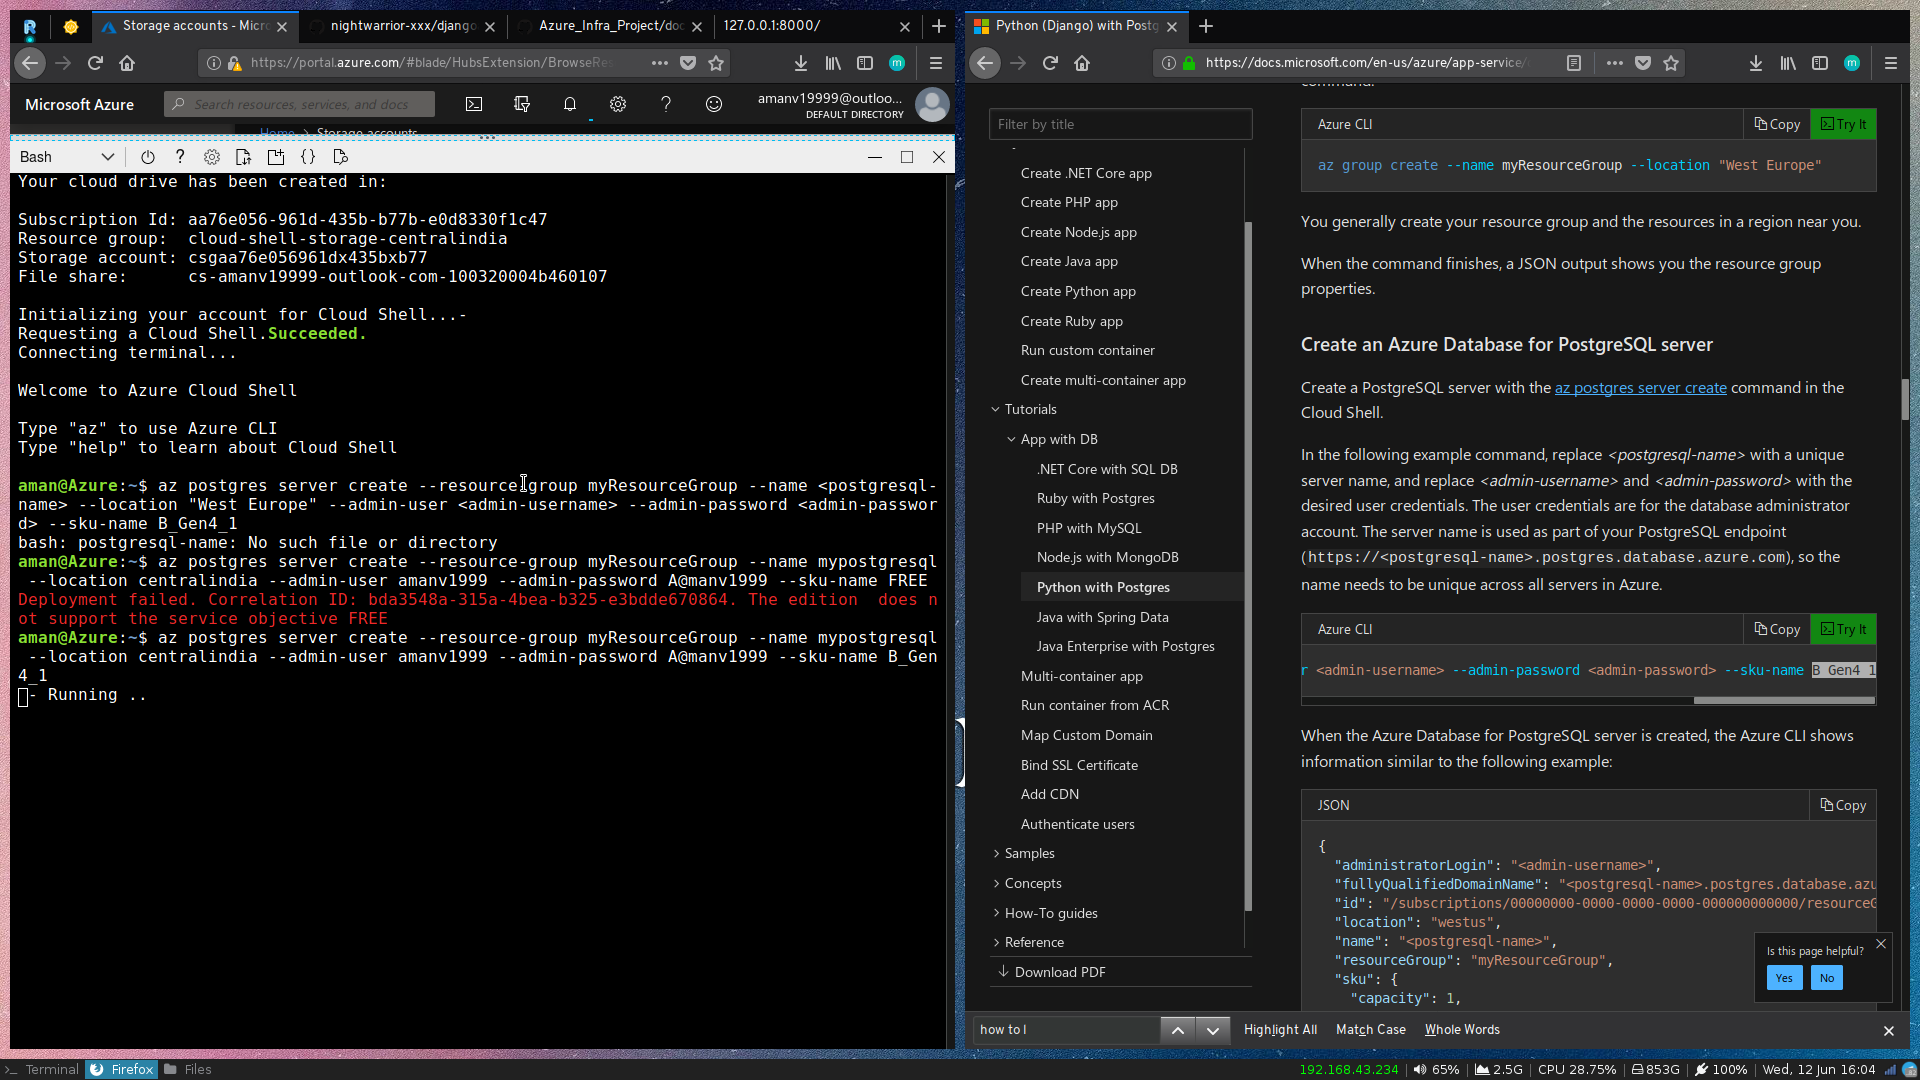 Storage accounts - Micro
nightwarrior-xxx/django
Azure_Infra_Project/doc
127.0.0.1:8000/
https://portal.azure.com/#blade/HubsExtension/BrowseRes
Microsoft Azure
Search resources, services, and docs
amanv19999@outloo...
DEFAULT DIRECTORY
Home > Storage accounts
Bash
Your cloud drive has been created in:
Subscription Id: aa76e056-961d-435b-b77b-e0d8330f1c47
Resource group:  cloud-shell-storage-centralindia
Storage account: csgaa76e056961dx435bxb77
File share:      cs-amanv19999-outlook-com-100320004b460107
Initializing your account for Cloud Shell...-
Requesting a Cloud Shell.Succeeded.
Connecting terminal...
Welcome to Azure Cloud Shell
Type "az" to use Azure CLI
Type "help" to learn about Cloud Shell
aman@Azure:~$ az postgres server create --resource-group myResourceGroup --name <postgresql-
name> --location "West Europe" --admin-user <admin-username> --admin-password <admin-passwor
d> --sku-name B_Gen4_1
bash: postgresql-name: No such file or directory
aman@Azure:~$ az postgres server create --resource-group myResourceGroup --name mypostgresql
--location centralindia --admin-user amanv1999 --admin-password A@manv1999 --sku-name FREE
Deployment failed. Correlation ID: bda3548a-315a-4bea-b325-e3bdde670864. The edition  does n
ot support the service objective FREE
aman@Azure:~$ az postgres server create --resource-group myResourceGroup --name mypostgresql
--location centralindia --admin-user amanv1999 --admin-password A@manv1999 --sku-name B_Gen
4_1
- Running ..
Python (Django) with Postg
https://docs.microsoft.com/en-us/azure/app-service/
Filter by title
Create .NET Core app
Create PHP app
Create Node.js app
Create Java app
Create Python app
Create Ruby app
Run custom container
Create multi-container app
Tutorials
App with DB
.NET Core with SQL DB
Ruby with Postgres
PHP with MySQL
Node.js with MongoDB
Python with Postgres
Java with Spring Data
Java Enterprise with Postgres
Multi-container app
Run container from ACR
Map Custom Domain
Bind SSL Certificate
Add CDN
Authenticate users
Samples
Concepts
How-To guides
Reference
Download PDF
command.
Azure CLI
Copy
Try It
az group create --name myResourceGroup --location "West Europe"
You generally create your resource group and the resources in a region near you.
When the command finishes, a JSON output shows you the resource group
properties.
Create an Azure Database for PostgreSQL server
Create a PostgreSQL server with the az postgres server create command in the
Cloud Shell.
In the following example command, replace <postgresql-name> with a unique
server name, and replace <admin-username> and <admin-password> with the
desired user credentials. The user credentials are for the database administrator
account. The server name is used as part of your PostgreSQL endpoint
(https://<postgresql-name>.postgres.database.azure.com), so the
name needs to be unique across all servers in Azure.
Azure CLI
Copy
Try It
r <admin-username> --admin-password <admin-password> --sku-name B_Gen4_1
When the Azure Database for PostgreSQL server is created, the Azure CLI shows
information similar to the following example:
JSON
Copy
{
"administratorLogin": "<admin-username>",
"fullyQualifiedDomainName": "<postgresql-name>.postgres.database.azu
"id": "/subscriptions/00000000-0000-0000-0000-000000000000/resourceG
"location": "westus",
"name": "<postgresql-name>",
"resourceGroup": "myResourceGroup",
"sku": {
"capacity": 1,
Is this page helpful?
Yes
No
how to l
Highlight All
Match Case
Whole Words
Terminal
Firefox
Files
192.168.43.234
65%
2.5G
CPU 28.75%
853G
100%
Wed, 12 Jun 16:04